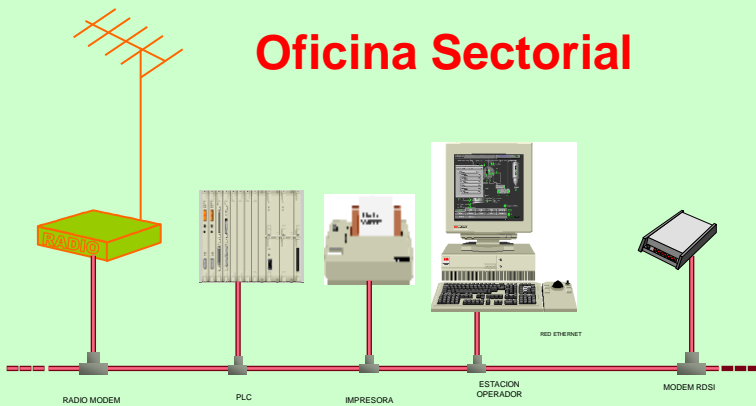 Oficina Sectorial
RADIO
RED ETHERNET
RADIO MODEM
PLC
IMPRESORA
ESTACION
OPERADOR
MODEM RDSI